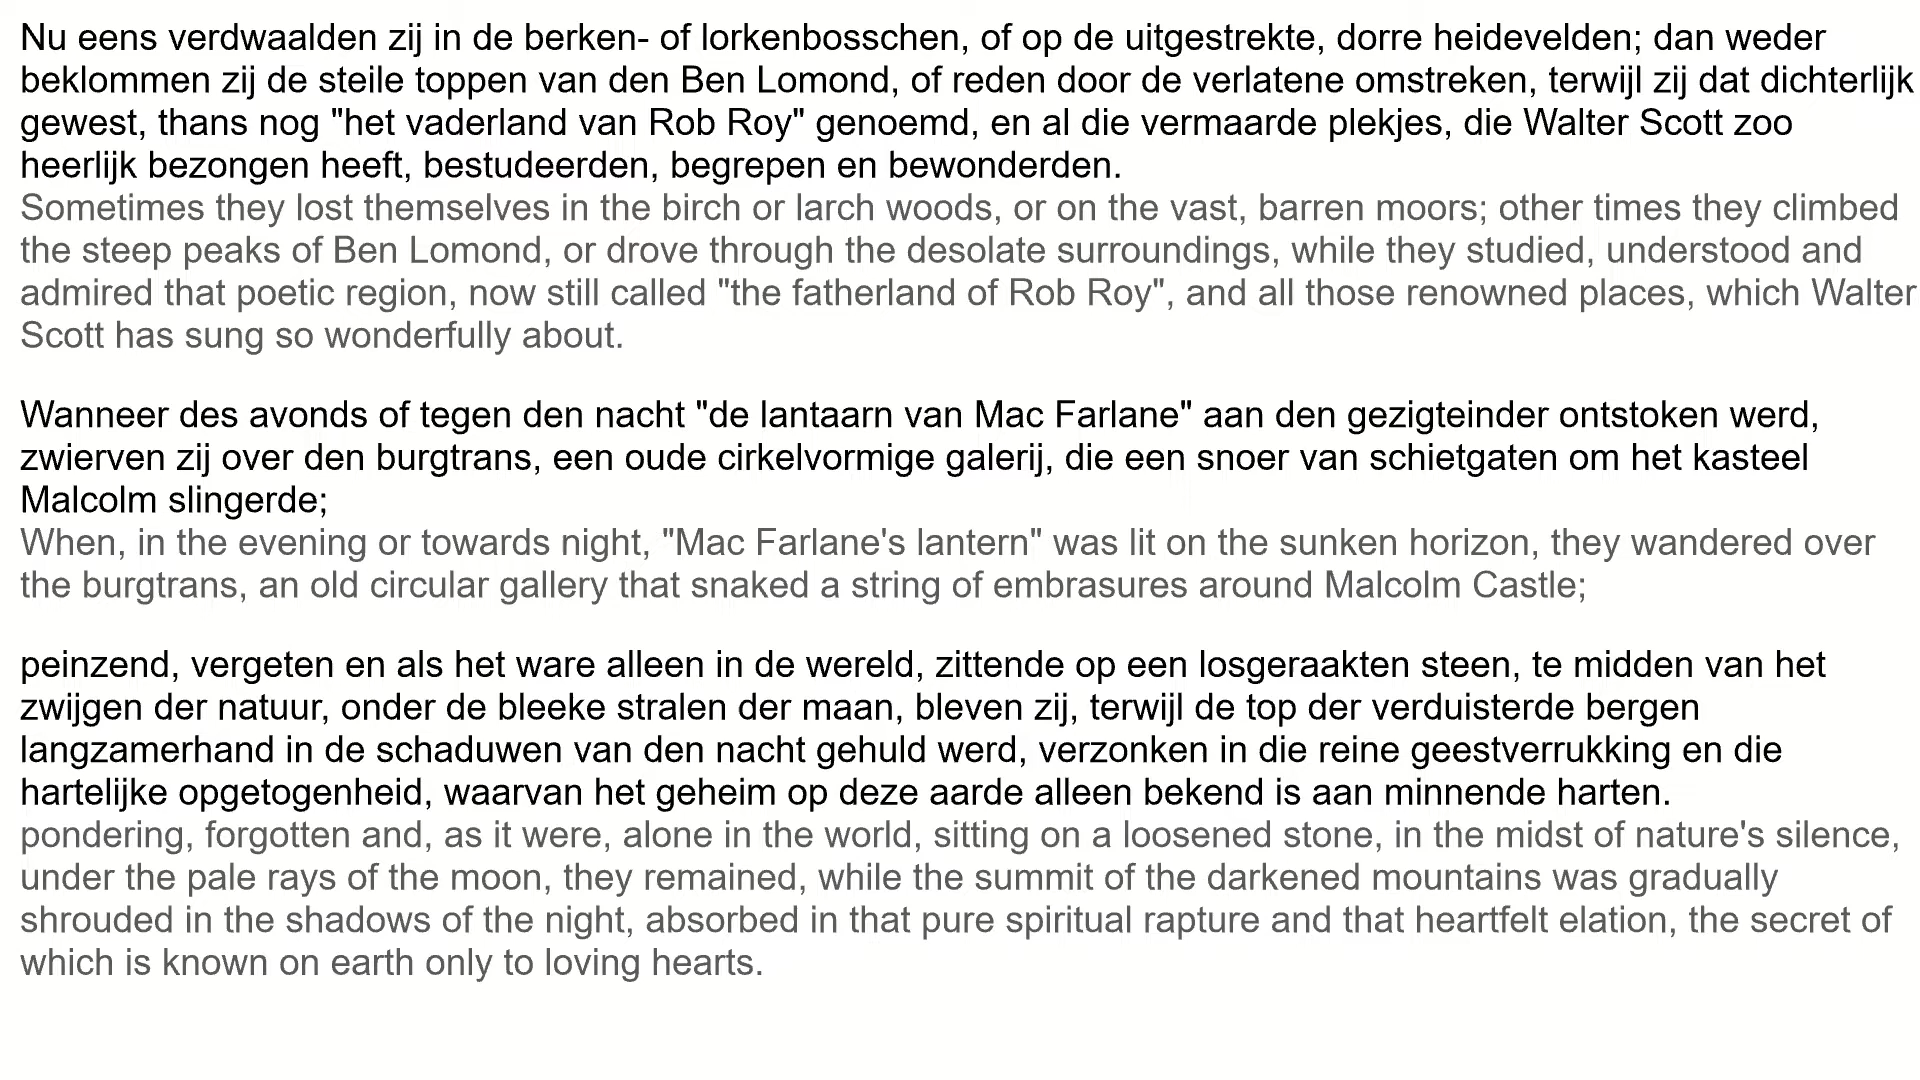 Nu eens verdwaalden zij in de berken- of lorkenbosschen, of op de uitgestrekte, dorre heidevelden; dan weder
beklommen zij de steile toppen van den Ben Lomond, of reden door de verlatene omstreken, terwijl zij dat dichterlijk
gewest, thans nog "het vaderland van Rob Roy" genoemd, en al die vermaarde plekjes, die Walter Scott zoo
heerlijk bezongen heeft, bestudeerden, begrepen en bewonderden.
Sometimes they lost themselves in the birch or larch woods, or on the vast, barren moors; other times they climbed
the steep peaks of Ben Lomond, or drove through the desolate surroundings, while they studied, understood and
admired that poetic region, now still called "the fatherland of Rob Roy", and all those renowned places, which Walter
Scott has sung so wonderfully about.
Wanneer des avonds of tegen den nacht "de lantaarn van Mac Farlane" aan den gezigteinder ontstoken werd,
zwierven zij over den burgtrans, een oude cirkelvormige galerij, die een snoer van schietgaten om het kasteel
Malcolm slingerde;
When, in the evening or towards night, "Mac Farlane's lantern" was lit on the sunken horizon, they wandered over
the burgtrans, an old circular gallery that snaked a string of embrasures around Malcolm Castle;
peinzend, vergeten en als het ware alleen in de wereld, zittende op een losgeraakten steen, te midden van het
zwijgen der natuur, onder de bleeke stralen der maan, bleven zij, terwijl de top der verduisterde bergen
langzamerhand in de schaduwen van den nacht gehuld werd, verzonken in die reine geestverrukking en die
hartelijke opgetogenheid, waarvan het geheim op deze aarde alleen bekend is aan minnende harten.
pondering, forgotten and, as it were, alone in the world, sitting on a loosened stone, in the midst of nature's silence,
under the pale rays of the moon, they remained, while the summit of the darkened mountains was gradually
shrouded in the shadows of the night, absorbed in that pure spiritual rapture and that heartfelt elation, the secret of
which is known on earth only to loving hearts.